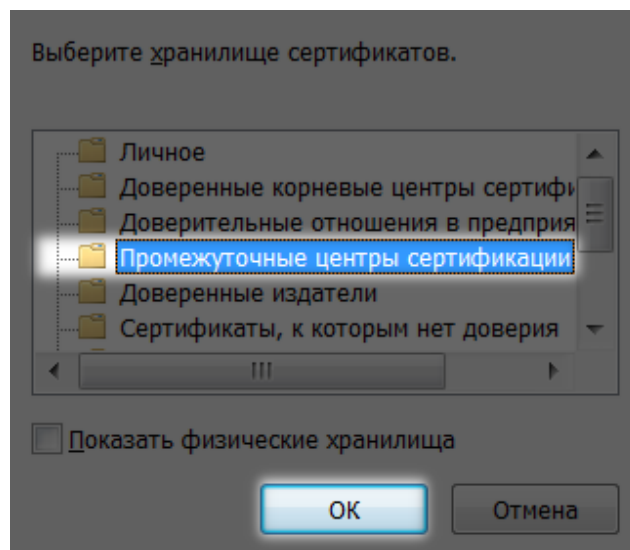 Выберите хранилище сертификатов.
Личное
Доверенные корневые центры сертифи
Доверительные отношения в предприя
Промежуточные центры сертификации
Доверенные издатели
Сертификаты, к которым нет доверия
Показать физические хранилища
ОК
Отмена